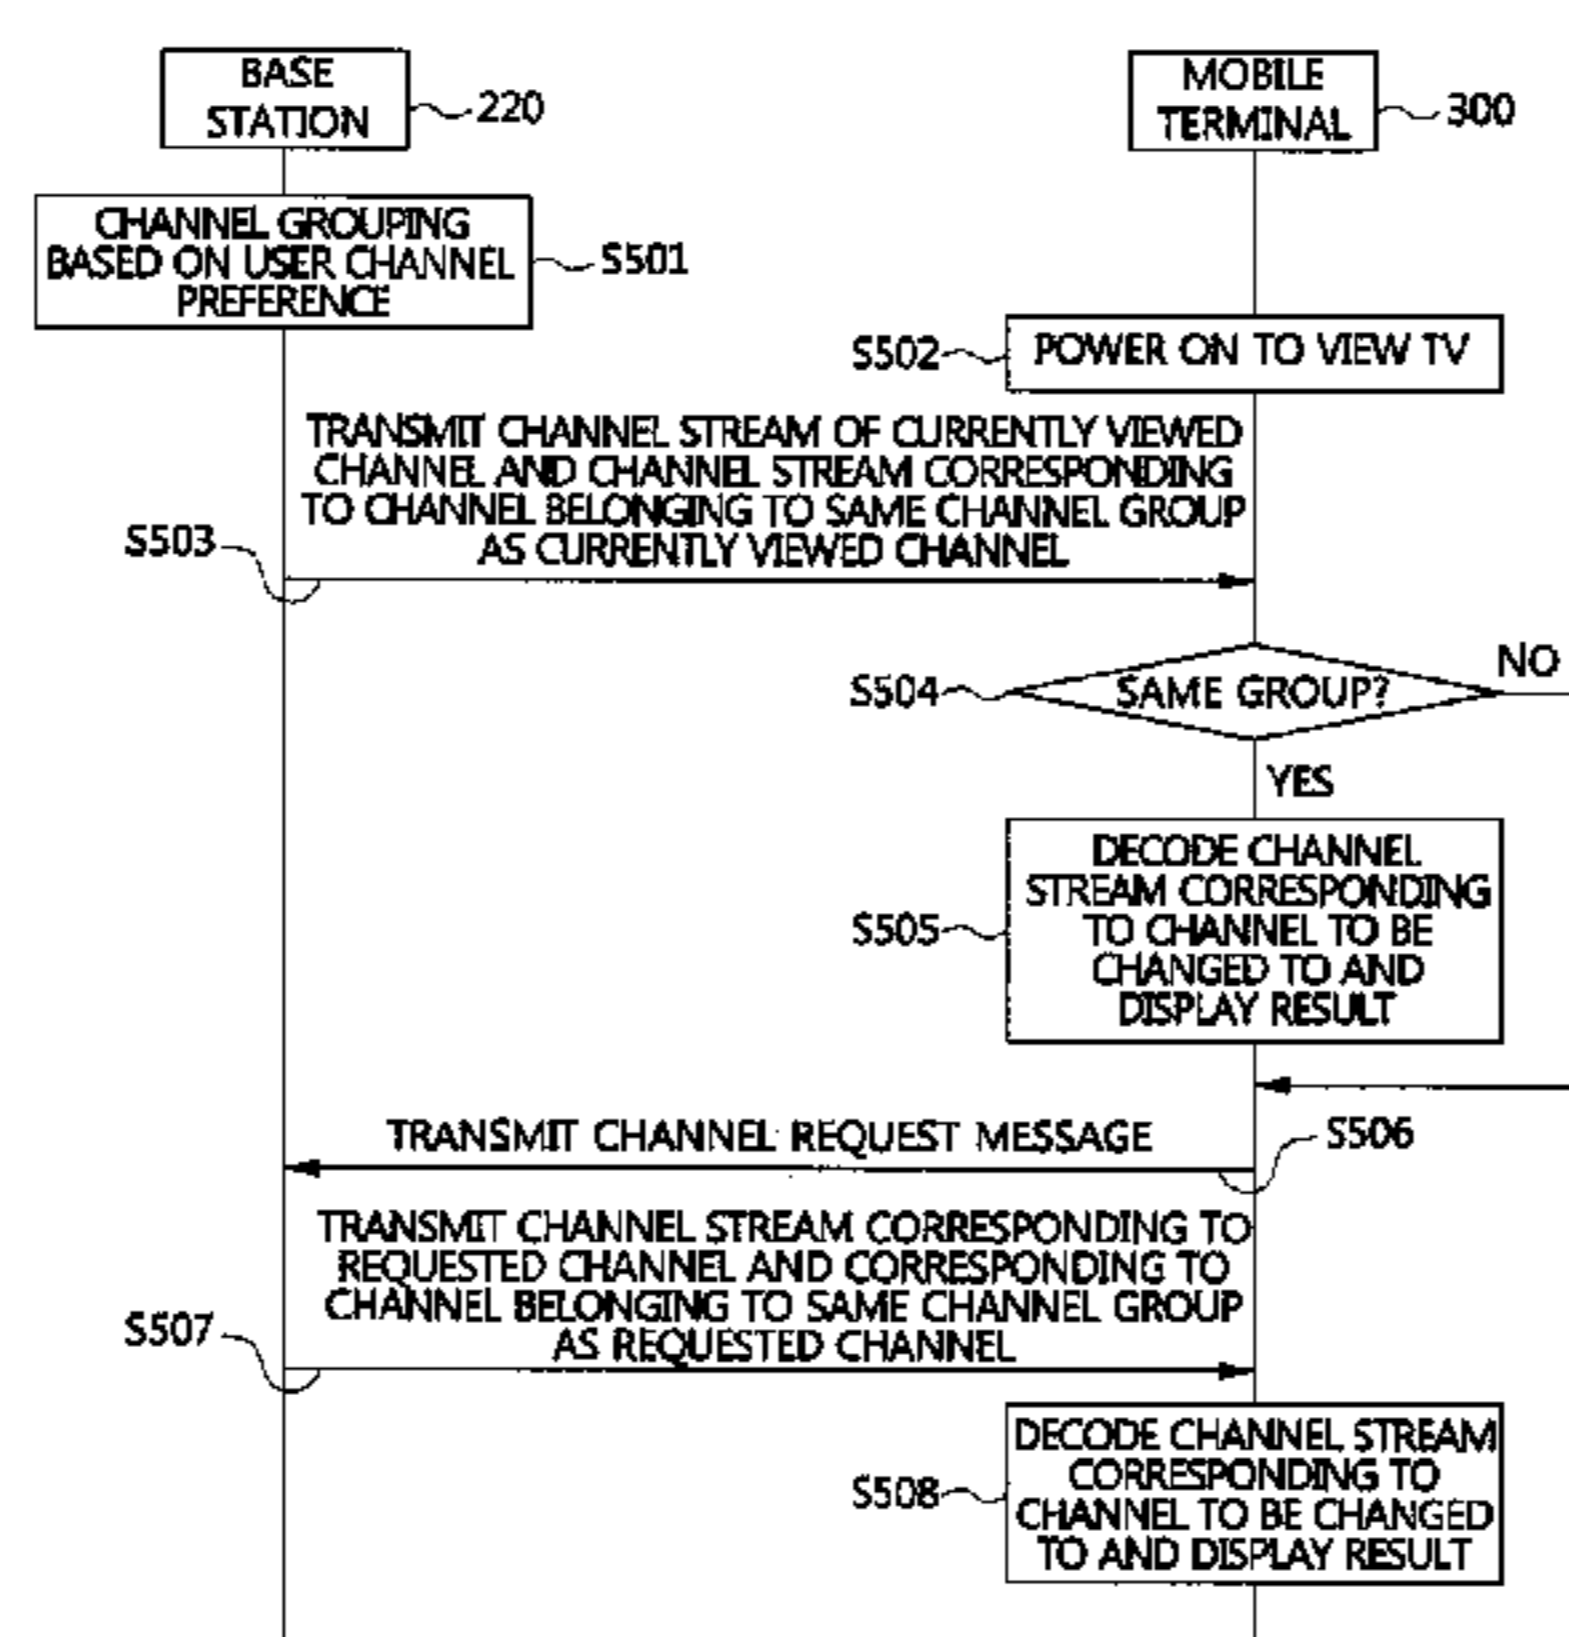 BASE
STATION
220
MOBILE
TERMINAL
300
CHANNEL GROUPING
BASED ON USER CHANNEL
PREFERENCE
S501
S502
POWER ON TO VIEW TV
TRANSMIT CHANNEL STREAM OF CURRENTLY VIEWED
CHANNEL AND CHANNEL STREAM CORRESPONDING
TO CHANNEL BELONGING TO SAME CHANNEL GROUP
AS CURRENTLY VIEWED CHANNEL
S503
S504
SAME GROUP?
NO
YES
S505
DECODE CHANNEL
STREAM CORRESPONDING
TO CHANNEL TO BE
CHANGED TO AND
DISPLAY RESULT
TRANSMIT CHANNEL REQUEST MESSAGE
S506
TRANSMIT CHANNEL STREAM CORRESPONDING TO
REQUESTED CHANNEL AND CORRESPONDING TO
CHANNEL BELONGING TO SAME CHANNEL GROUP
AS REQUESTED CHANNEL
S507
S508
DECODE CHANNEL STREAM
CORRESPONDING TO
CHANNEL TO BE CHANGED
TO AND DISPLAY RESULT